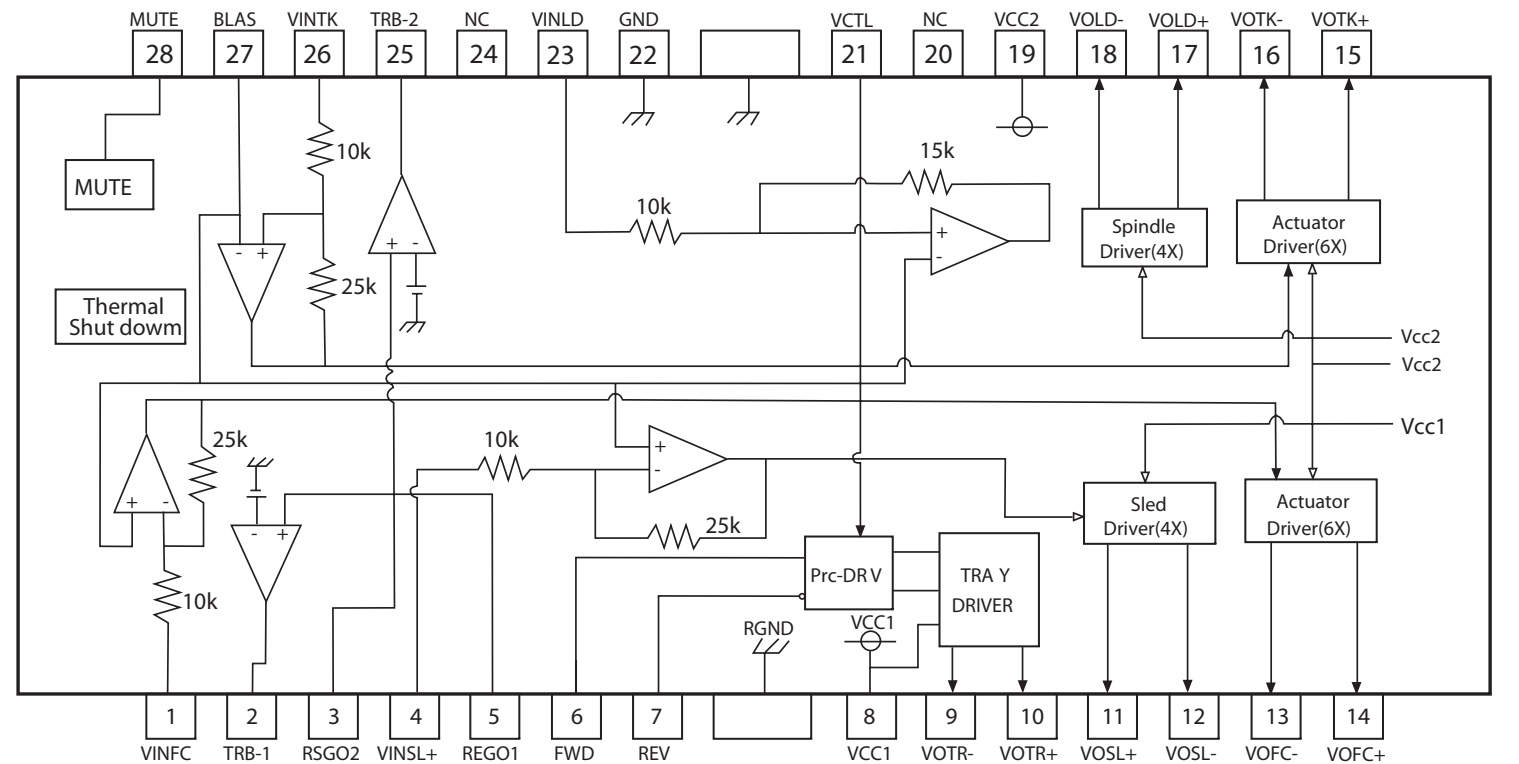 MUTE BLAS VINTK TRB-2 NC VINLD GND VCTL NC VCC2 VOLD- VOLD+ VOTK- VOTK+
28 27 26 25 24 23 22 21 20 19 18 17 16 15
10k
15k
MUTE
10k
Spindle
Driver(4X)
Actuator
Driver(6X)
- +
+ -
+
-
25k
Thermal
Shut dowm
Vcc2
Vcc2
Vcc1
25k
10k
+
-
+ -
- +
25k
Sled
Driver(4X)
Actuator
Driver(6X)
10k
Prc-DR V
TRA Y
DRIVER
RGND
VCC1
1 2 3 4 5 6 7 8 9 10 11 12 13 14
VINFC TRB-1 RSGO2 VINSL+ REGO1 FWD REV VCC1 VOTR- VOTR+ VOSL+ VOSL- VOFC- VOFC+